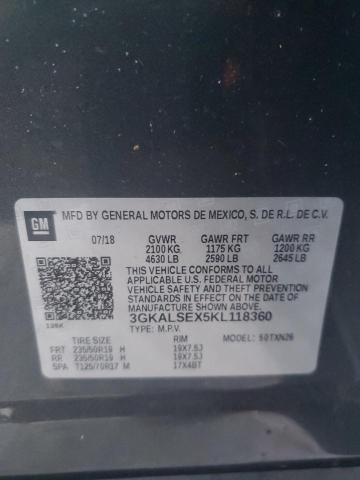 GM MFD BY GENERAL MOTORS DE MEXICO, S. DE R.L. DE C.V.
07/18 GVWR GAWR FRT GAWR RR
2100 KG 1175 KG 1200 KG
4630 LB 2590 LB 2645 LB
THIS VEHICLE CONFORMS TO ALL
APPLICABLE U.S. FEDERAL MOTOR
VEHICLE SAFETY, BUMPER, AND THEFT
PREVENTION STANDARDS IN EFFECT ON THE
DATE OF MANUFACTURE SHOWN ABOVE.
3GKALSEX5KL118360
TYPE: M.P.V. MODEL: 50TXN26
TIRE SIZE RIM
FRT 235/50R19 H 19X7.5J
RR 235/50R19 H 19X7.5J
SPA T125/70R17 M 17X4BT